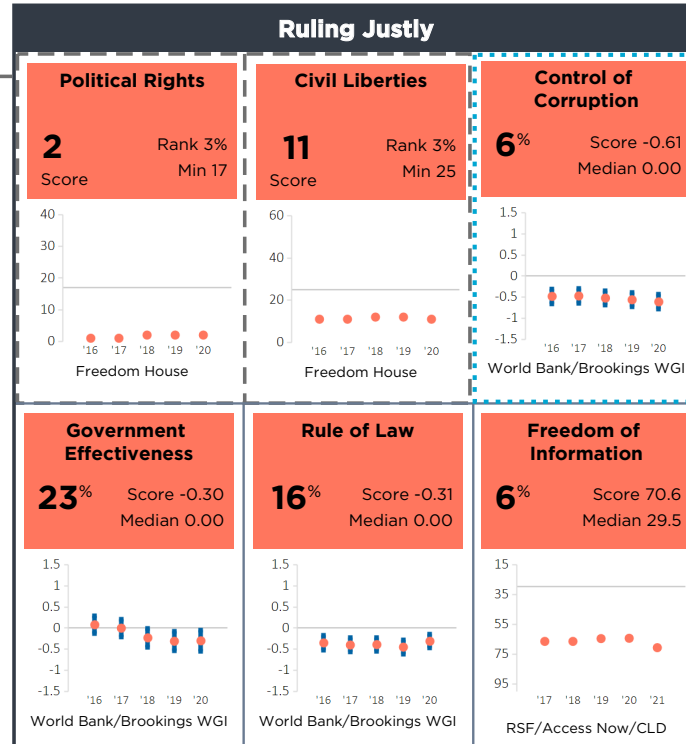 Ruling Justly
Political Rights
2
Score
Rank 3%
Min 17
40
30
20
10
0
'16 '17 '18 '19 '20
Freedom House
Civil Liberties
11
Score
Rank 3%
Min 25
60
40
20
0
'16 '17 '18 '19 '20
Freedom House
Control of
Corruption
6%
Score -0.61
Median 0.00
1.5
1
0.5
0
-0.5
-1
-1.5
'16 '17 '18 '19 '20
World Bank/Brookings WGI
Government
Effectiveness
23%
Score -0.30
Median 0.00
1.5
1
0.5
0
-0.5
-1
-1.5
'16 '17 '18 '19 '20
World Bank/Brookings WGI
Rule of Law
16%
Score -0.31
Median 0.00
1.5
1
0.5
0
-0.5
-1
-1.5
'16 '17 '18 '19 '20
World Bank/Brookings WGI
Freedom of
Information
6%
Score 70.6
Median 29.5
15
35
55
75
95
'17 '18 '19 '20 '21
RSF/Access Now/CLD